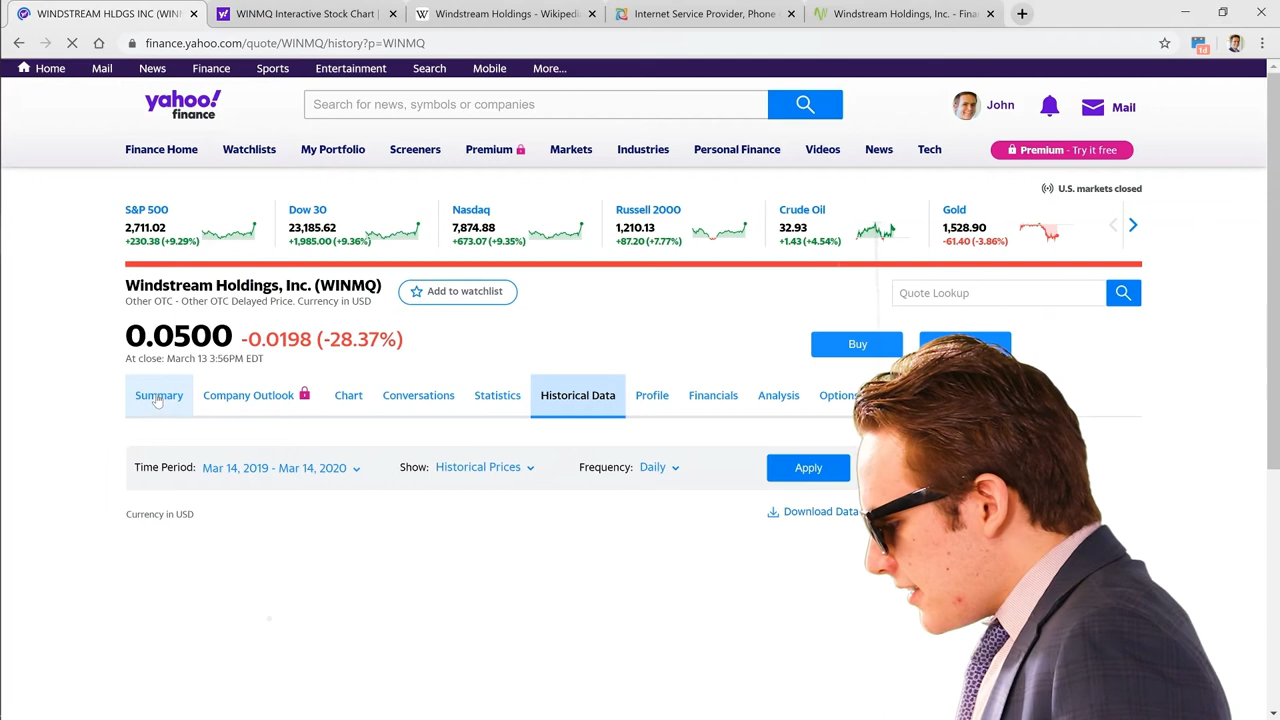 WINDSTREAM HLDGS INC (WINM
WINMQ Interactive Stock Chart |
Windstream Holdings - Wikipedi
Internet Service Provider, Phone
Windstream Holdings, Inc. - Fina
finance.yahoo.com/quote/WINMQ/history?p=WINMQ
1d
Home Mail News Finance Sports Entertainment Search Mobile More...
yahoo!
finance
Search for news, symbols or companies
John
Mail
Finance Home Watchlists My Portfolio Screeners Premium Markets Industries Personal Finance Videos News Tech
Premium - Try it free
U.S. markets closed
S&P 500
2,711.02
+230.38 (+9.29%)
Dow 30
23,185.62
+1,985.00 (+9.36%)
Nasdaq
7,874.88
+673.07 (+9.35%)
Russell 2000
1,210.13
+87.20 (+7.77%)
Crude Oil
32.93
+1.43 (+4.54%)
Gold
1,528.90
-61.40 (-3.86%)
Windstream Holdings, Inc. (WINMQ)
Other OTC - Other OTC Delayed Price. Currency in USD
Add to watchlist
Quote Lookup
0.0500 -0.0198 (-28.37%)
At close: March 13 3:56PM EDT
Buy
Summary Company Outlook Chart Conversations Statistics Historical Data Profile Financials Analysis Options
Time Period: Mar 14, 2019 - Mar 14, 2020 Show: Historical Prices Frequency: Daily Apply
Currency in USD
Download Data